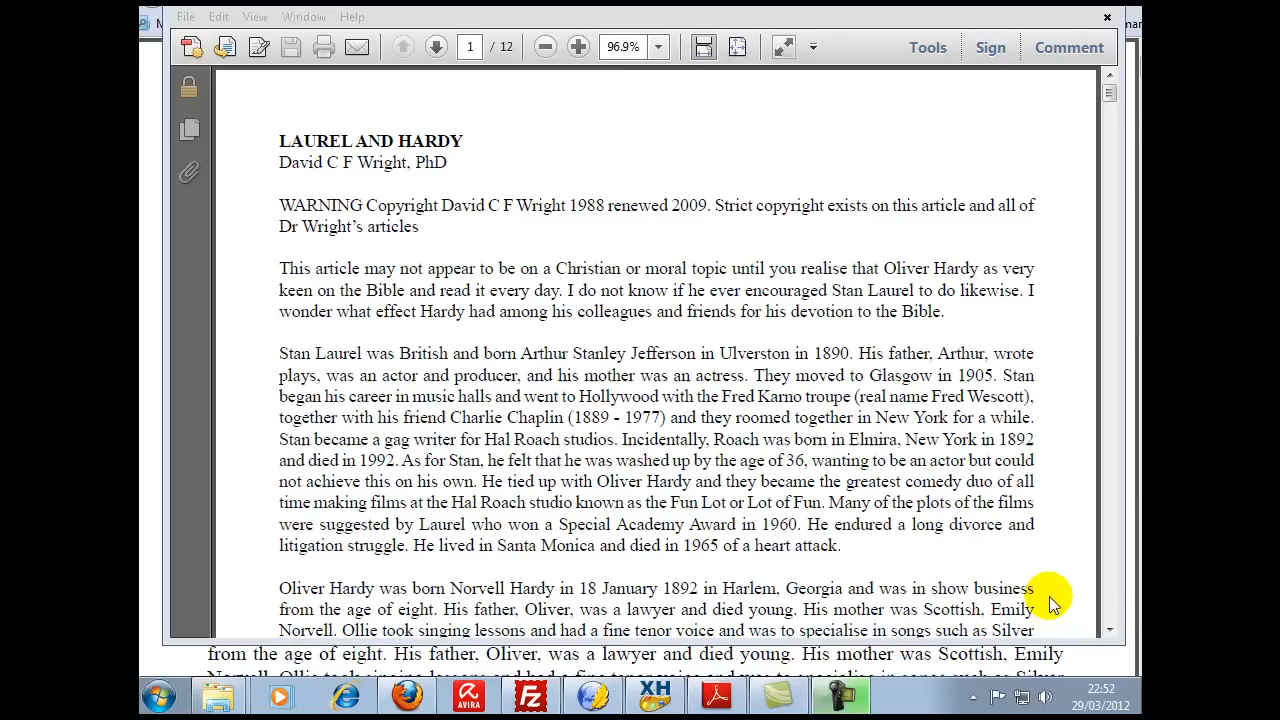 File Edit View Window Help
1 / 12 96.9% Tools Sign Comment
LAUREL AND HARDY
David C F Wright, PhD
WARNING Copyright David C F Wright 1988 renewed 2009. Strict copyright exists on this article and all of
Dr Wright's articles
This article may not appear to be on a Christian or moral topic until you realise that Oliver Hardy as very
keen on the Bible and read it every day. I do not know if he ever encouraged Stan Laurel to do likewise. I
wonder what effect Hardy had among his colleagues and friends for his devotion to the Bible.
Stan Laurel was British and born Arthur Stanley Jefferson in Ulverston in 1890. His father, Arthur, wrote
plays, was an actor and producer, and his mother was an actress. They moved to Glasgow in 1905. Stan
began his career in music halls and went to Hollywood with the Fred Karno troupe (real name Fred Wescott),
together with his friend Charlie Chaplin (1889 - 1977) and they roomed together in New York for a while.
Stan became a gag writer for Hal Roach studios. Incidentally, Roach was born in Elmira, New York in 1892
and died in 1992. As for Stan, he felt that he was washed up by the age of 36, wanting to be an actor but could
not achieve this on his own. He tied up with Oliver Hardy and they became the greatest comedy duo of all
time making films at the Hal Roach studio known as the Fun Lot or Lot of Fun. Many of the plots of the films
were suggested by Laurel who won a Special Academy Award in 1960. He endured a long divorce and
litigation struggle. He lived in Santa Monica and died in 1965 of a heart attack.
Oliver Hardy was born Norvell Hardy in 18 January 1892 in Harlem, Georgia and was in show business
from the age of eight. His father, Oliver, was a lawyer and died young. His mother was Scottish, Emily
Norvell. Ollie took singing lessons and had a fine tenor voice and was to specialise in songs such as Silver
from the age of eight. His father, Oliver, was a lawyer and died young. His mother was Scottish, Emily
AVIRA Fz XH 22:52
29/03/2012